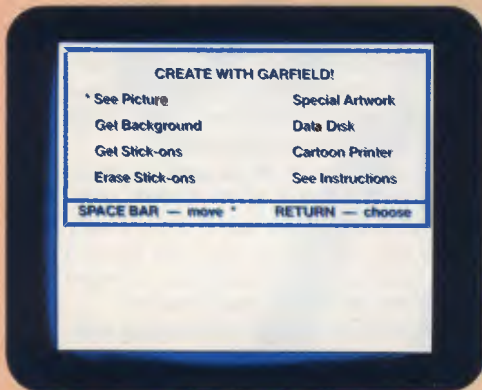 CREATE WITH GARFIELD!
* See Picture Special Artwork
Get Background Data Disk
Get Stick-ons Cartoon Printer
Erase Stick-ons See Instructions
SPACE BAR — move * RETURN — choose